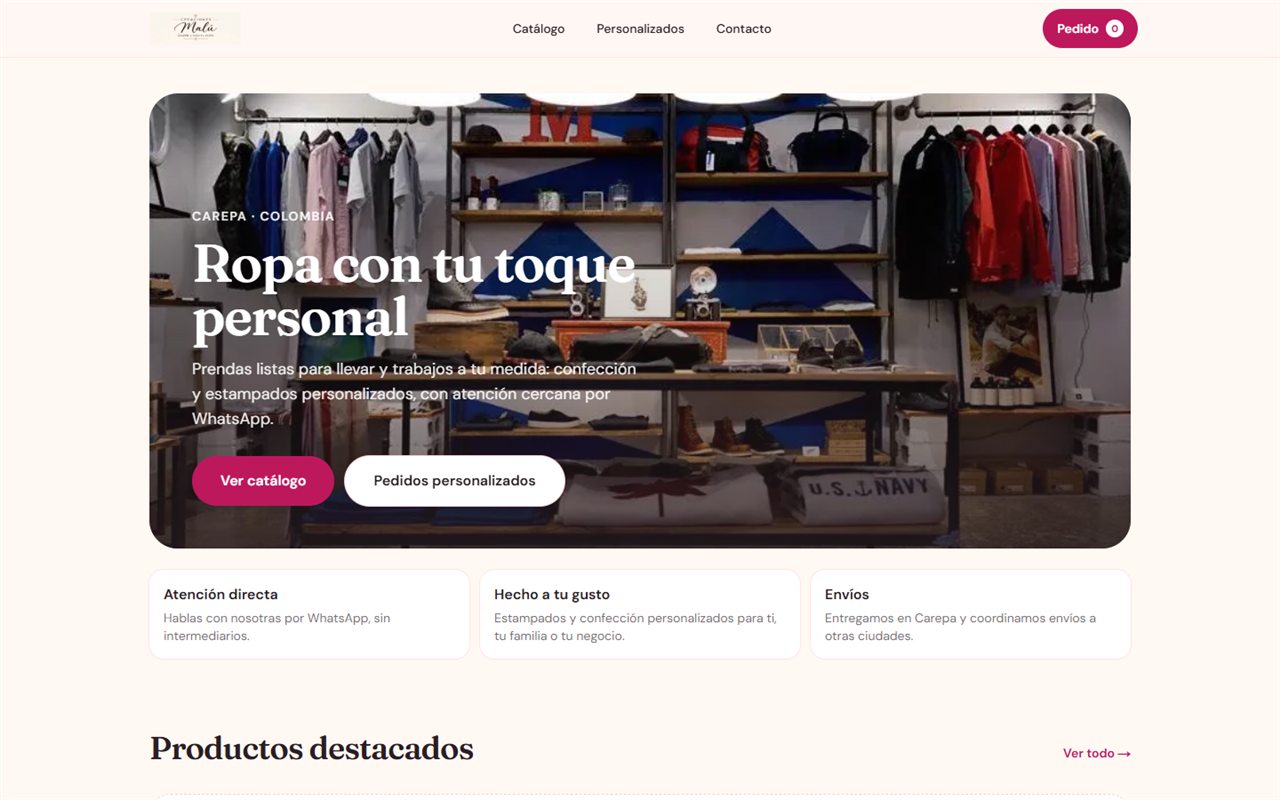 CREACIONES
Malú
Catálogo
Personalizados
Contacto
Pedido 0
M
CAREPA · COLOMBIA
Ropa con tu toque
personal
Prendas listas para llevar y trabajos a tu medida: confección
y estampados personalizados, con atención cercana por
WhatsApp.
Ver catálogo
Pedidos personalizados
U.S. NAVY
Atención directa
Hablas con nosotras por WhatsApp, sin
intermediarios.
Hecho a tu gusto
Estampados y confección personalizados para ti,
tu familia o tu negocio.
Envíos
Entregamos en Carepa y coordinamos envíos a
otras ciudades.
Productos destacados
Ver todo →